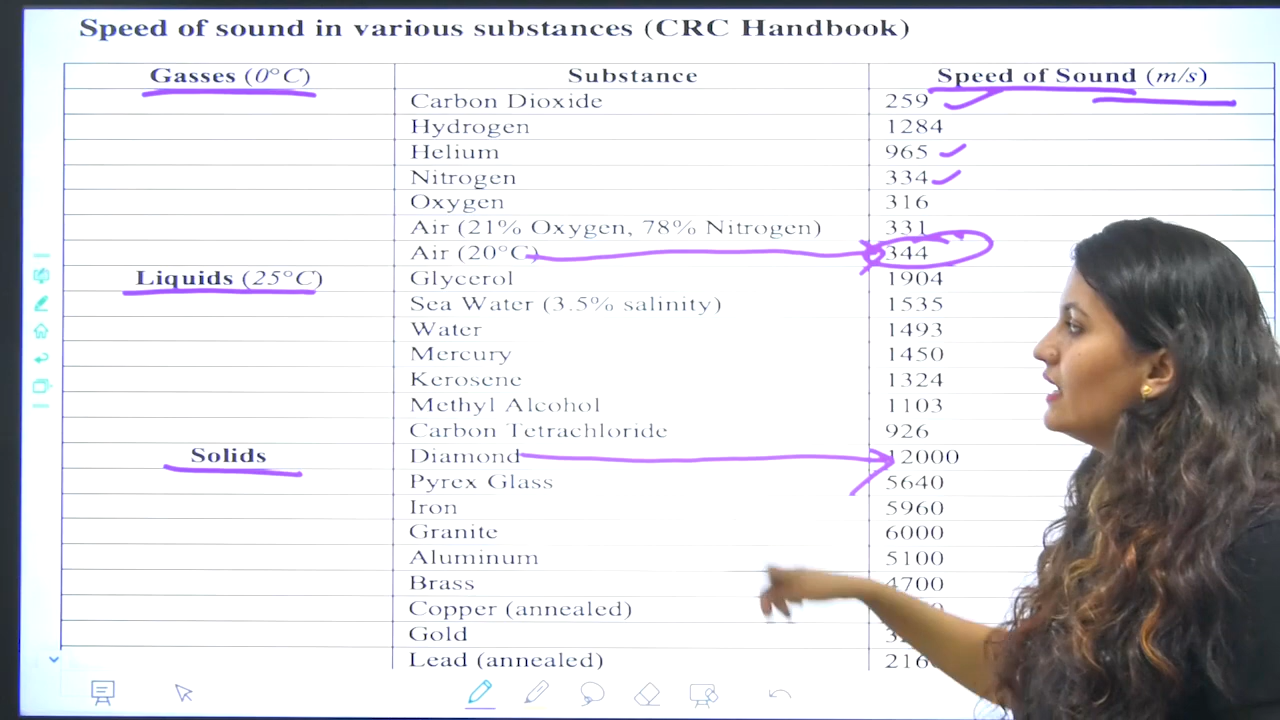 Speed of sound in various substances (CRC Handbook)
Gasses (0°C) Substance Speed of Sound (m/s)
Carbon Dioxide 259
Hydrogen 1284
Helium 965
Nitrogen 334
Oxygen 316
Air (21% Oxygen, 78% Nitrogen) 331
Air (20°C) 344
Liquids (25°C) Glycerol 1904
Sea Water (3.5% salinity) 1535
Water 1493
Mercury 1450
Kerosene 1324
Methyl Alcohol 1103
Carbon Tetrachloride 926
Solids Diamond 12000
Pyrex Glass 5640
Iron 5960
Granite 6000
Aluminum 5100
Brass 4700
Copper (annealed)
Gold
Lead (annealed)